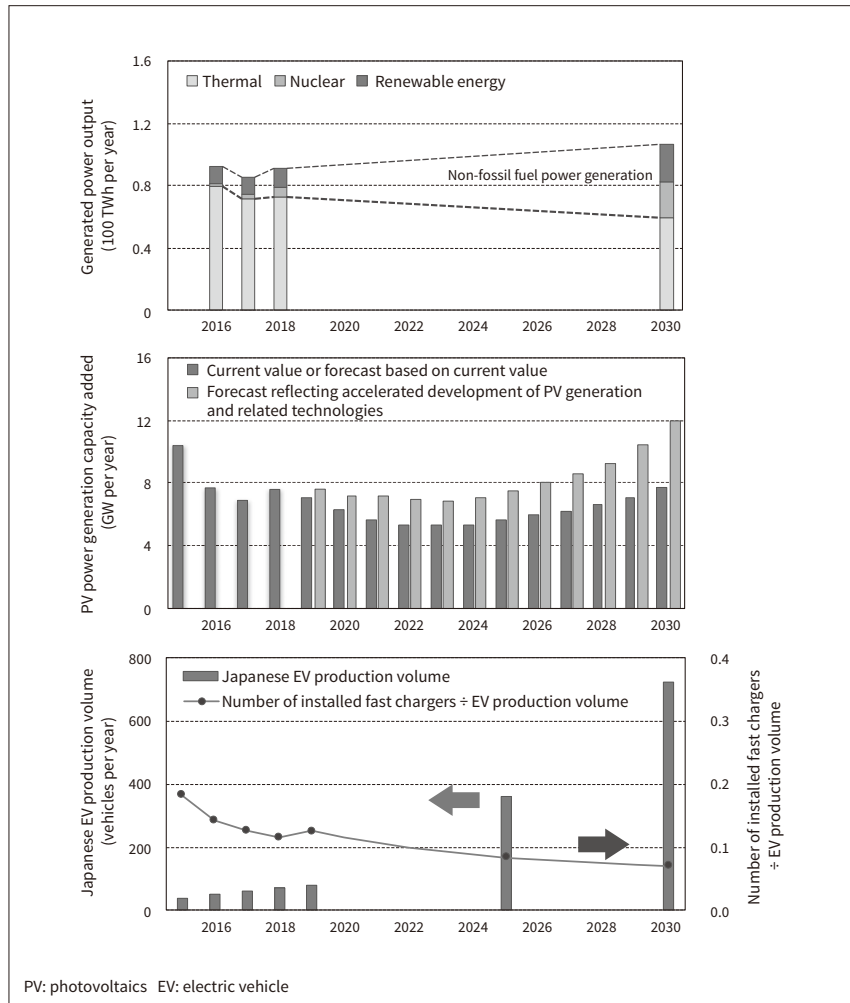 1.6
Thermal Nuclear Renewable energy
1.2
Generated power output
(100 TWh per year)
Non-fossil fuel power generation
0.8
0.4
0
2016 2017 2018 2020 2022 2024 2026 2028 2030
16
Current value or forecast based on current value
Forecast reflecting accelerated development of PV generation
and related technologies
PV power generation capacity added
(GW per year)
12
8
4
0
2016 2018 2020 2022 2024 2026 2028 2030
800 0.4
Japanese EV production volume
Number of installed fast chargers ÷ EV production volume
Japanese EV production volume
(vehicles per year)
600 0.3
400 0.2
200 0.1
0 0.0
Number of installed fast chargers
÷ EV production volume
2016 2018 2020 2022 2024 2026 2028 2030
PV: photovoltaics EV: electric vehicle